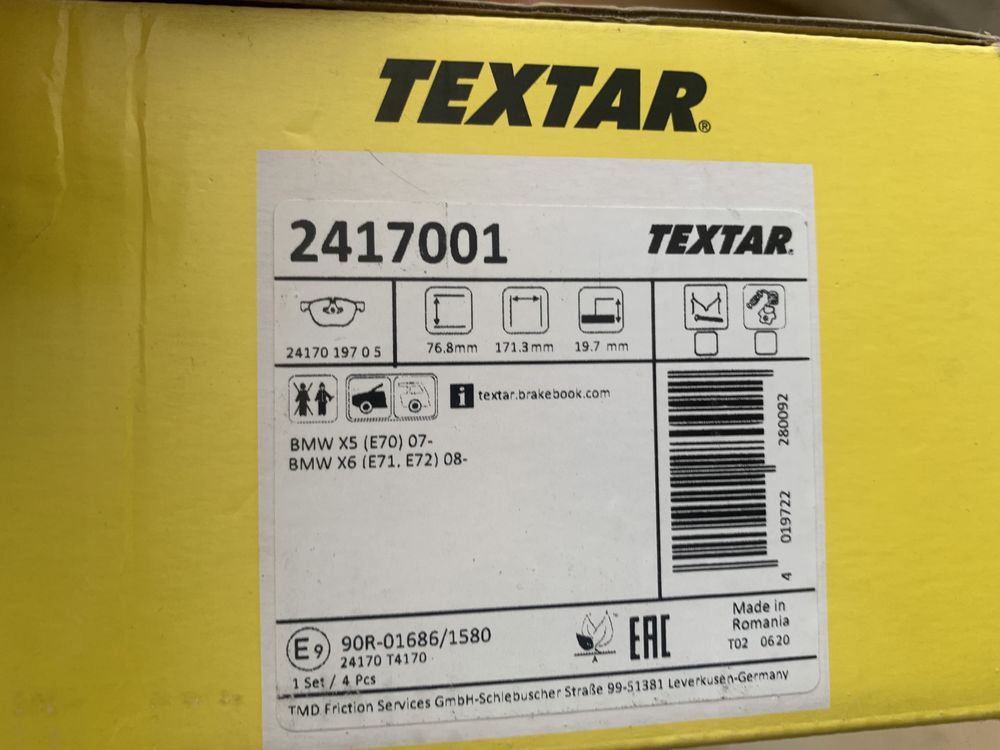 TEXTAR®
2417001
TEXTAR®
24170 197 0 5
76.8mm
171.3mm
19.7 mm
i textar.brakebook.com
BMW X5 (E70) 07-
BMW X6 (E71, E72) 08-
4 019722 280092
E9
90R-01686/1580
24170 T4170
1 Set / 4 Pcs
A
EAC
Made in
Romania
T02 0620
TMD Friction Services GmbH-Schlebuscher Straße 99-51381 Leverkusen-Germany